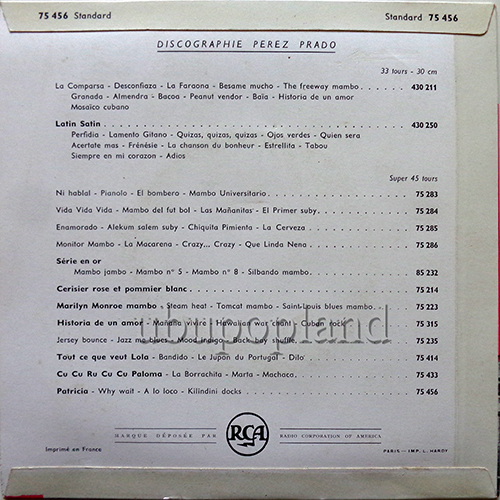 75 456 Standard Standard 75 456
DISCOGRAPHIE PEREZ PRADO
33 tours - 30 cm
La Comparsa - Desconfiaza - La Faroona - Besame mucho - The freeway mambo . . . . . . 430 211
Granada - Almendra - Bacoa - Peanut vendor - Baïa - Historia de un amor
Mosaïco cubano
Latin Satin . . . . . . 430 250
Perfidia - Lamento Gitano - Quizas, quizas, quizas - Ojos verdes - Quien sera
Acertate mas - Frénésie - La chanson du bonheur - Estrellita - Tabou
Siempre en mi corazon - Adios
Super 45 tours
Ni hablal - Pianolo - El bombero - Mambo Universitario . . . . . . 75 283
Vida Vida Vida - Mambo del fut bol - Las Mañanitas - El Primer suby . . . . . . 75 284
Enamorado - Alekum salem suby - Chiquita Pimienta - La Cerveza . . . . . . 75 285
Monitor Mambo - La Macarena - Crazy... Crazy - Que Linda Nena . . . . . . 75 286
Série en or
Mambo jambo - Mambo n° 5 - Mambo n° 8 - Silbando mambo . . . . . . 85 232
Cerisier rose et pommier blanc . . . . . . 75 214
Marilyn Monroe mambo - Steam heat - Tomcat mambo - Saint-Louis blues mambo . . . . . . 75 223
Historia de un amor - Mañana vivire - Hawaïian war chant - Cuban rock . . . . . . 75 315
Jersey bounce - Jazz me blues - Mood indigo - Back bay shuffle . . . . . . 75 235
Tout ce que veut Lola - Bandido - Le Jupon du Portugal - Dilo . . . . . . 75 414
Cu Cu Ru Cu Cu Paloma - La Borrachita - Marta - Machaca . . . . . . 75 433
Patricia - Why wait - A lo loco - Kilindini docks . . . . . . 75 456
ubupopland
MARQUE DÉPOSÉE PAR RCA RADIO CORPORATION OF AMERICA
Imprimé en France PARIS — IMP. L. HARDY